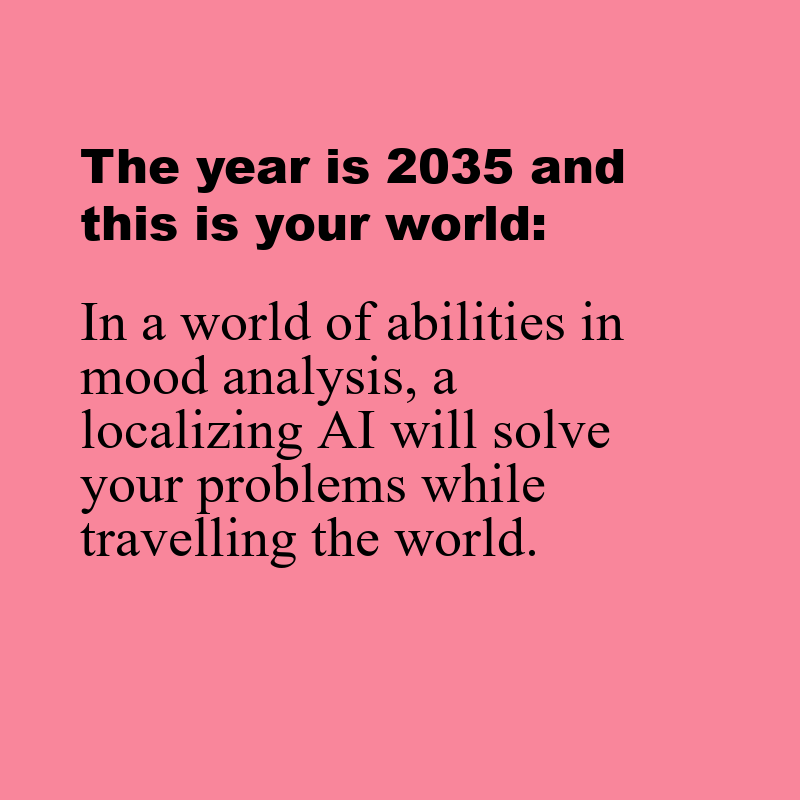 The year is 2035 and
this is your world:
In a world of abilities in
mood analysis, a
localizing AI will solve
your problems while
travelling the world.